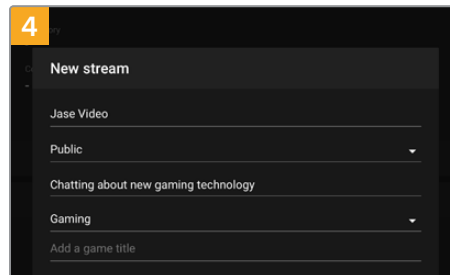 4
New stream
Jase Video
Public
Chatting about new gaming technology
Gaming
Add a game title